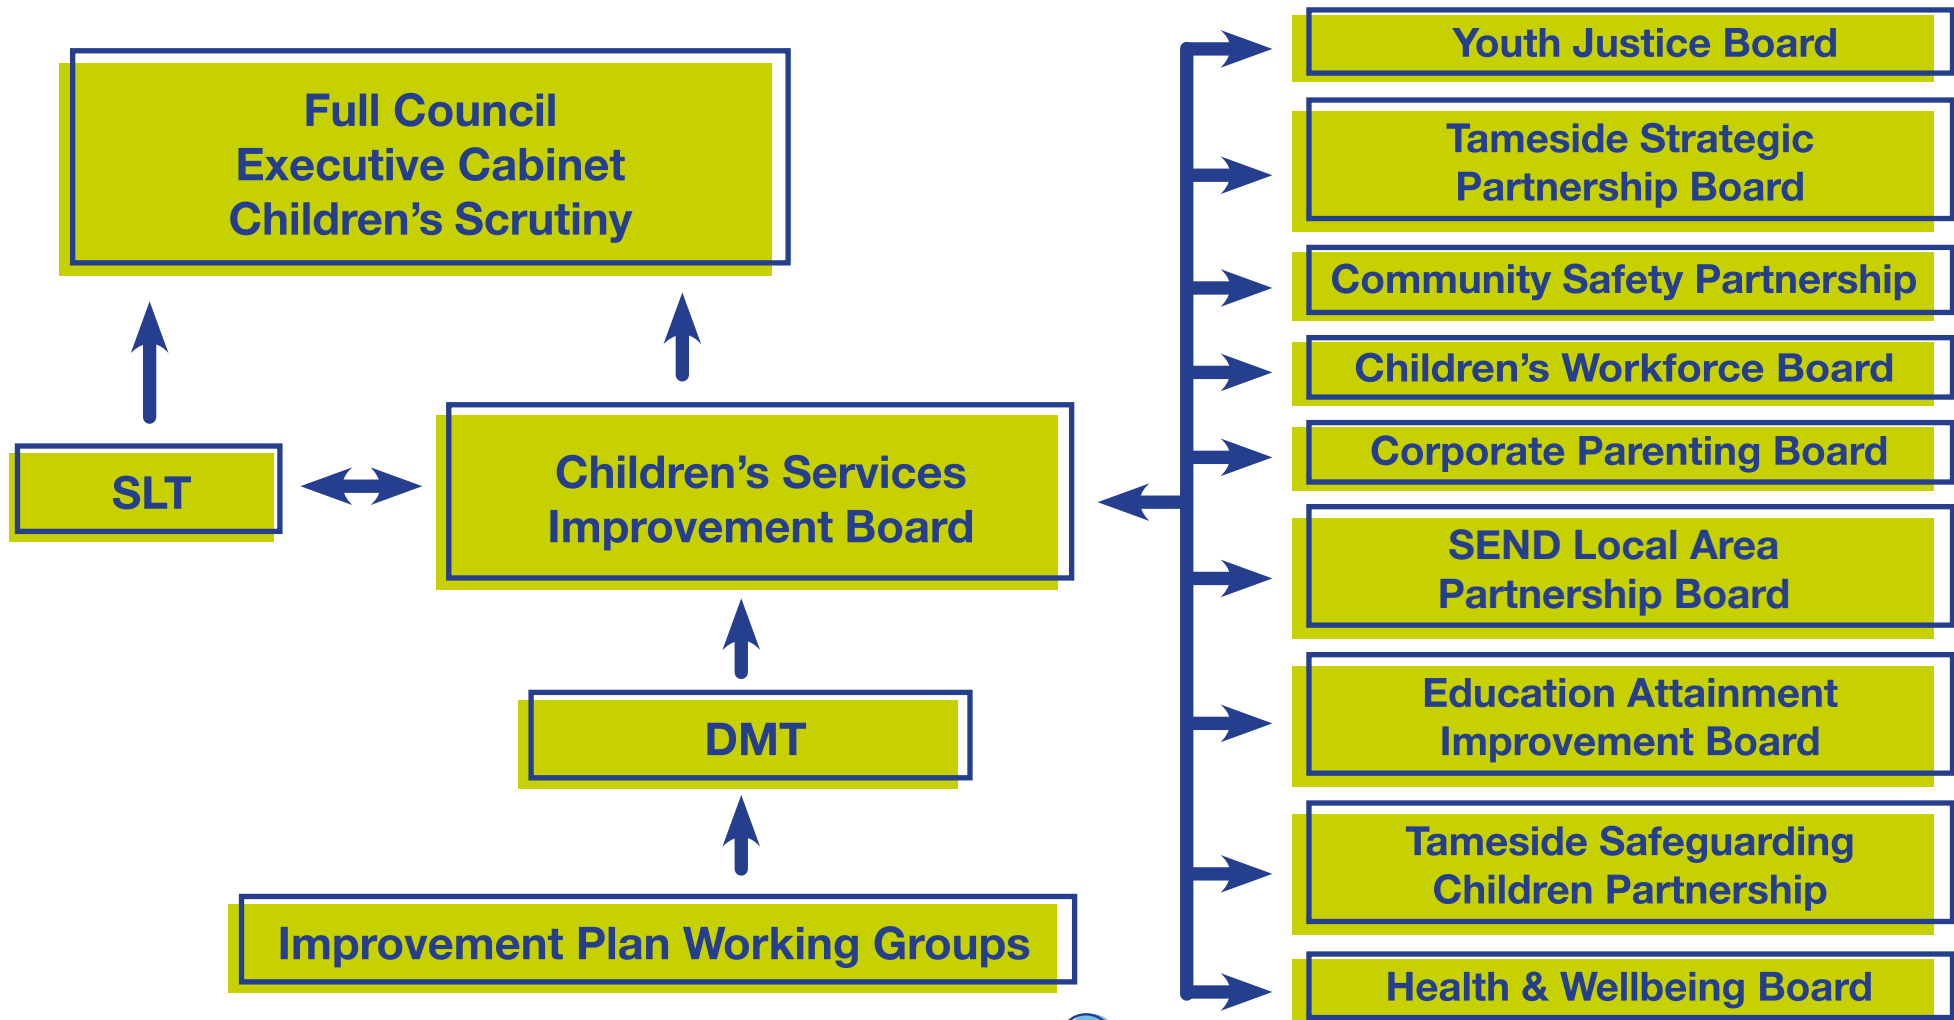 Full Council
Executive Cabinet
Children’s Scrutiny
SLT
Children’s Services
Improvement Board
DMT
Improvement Plan Working Groups
Youth Justice Board
Tameside Strategic
Partnership Board
Community Safety Partnership
Children’s Workforce Board
Corporate Parenting Board
SEND Local Area
Partnership Board
Education Attainment
Improvement Board
Tameside Safeguarding
Children Partnership
Health & Wellbeing Board